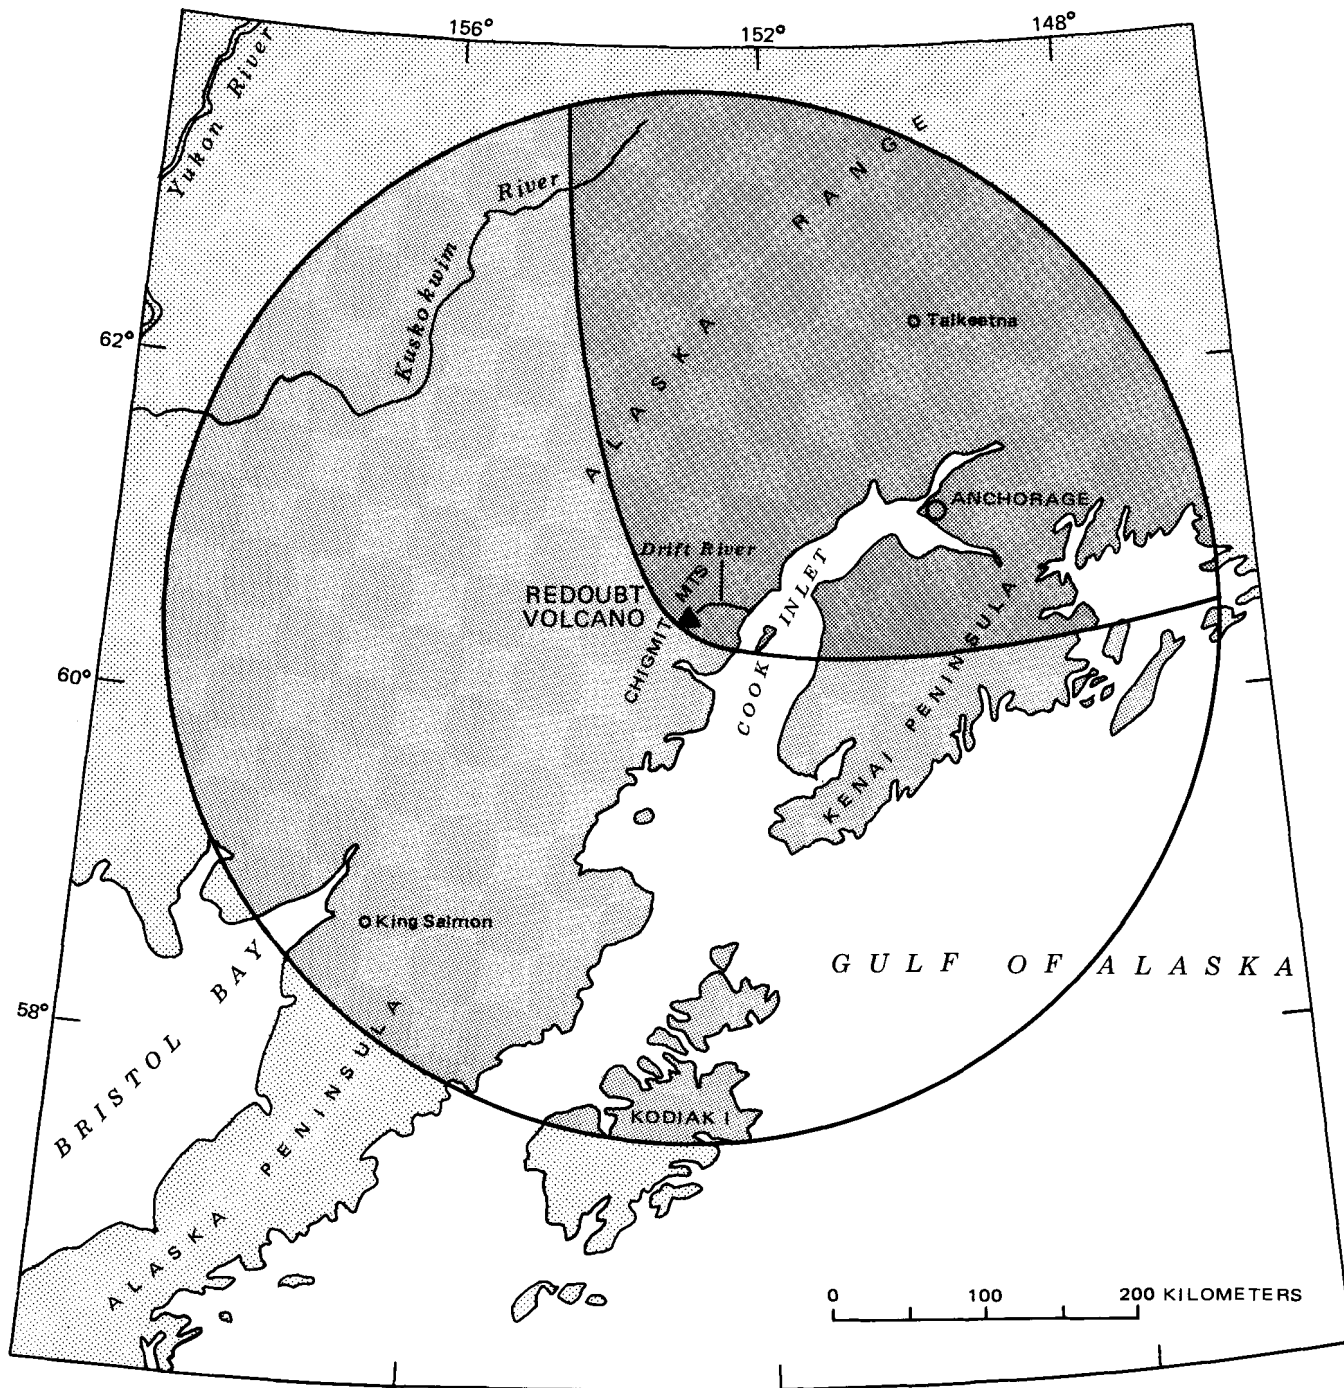 156°
152°
148°
Yukon River
ALASKA RANGE
River
Kuskokwim
Talkeetna
62°
ANCHORAGE
Drift River
REDOUBT
VOLCANO
CHIGMIT MTS
COOK INLET
60°
KENAI PENINSULA
King Salmon
BRISTOL BAY
GULF OF ALASKA
58°
ALASKA PENINSULA
KODIAK I
0 100 200 KILOMETERS